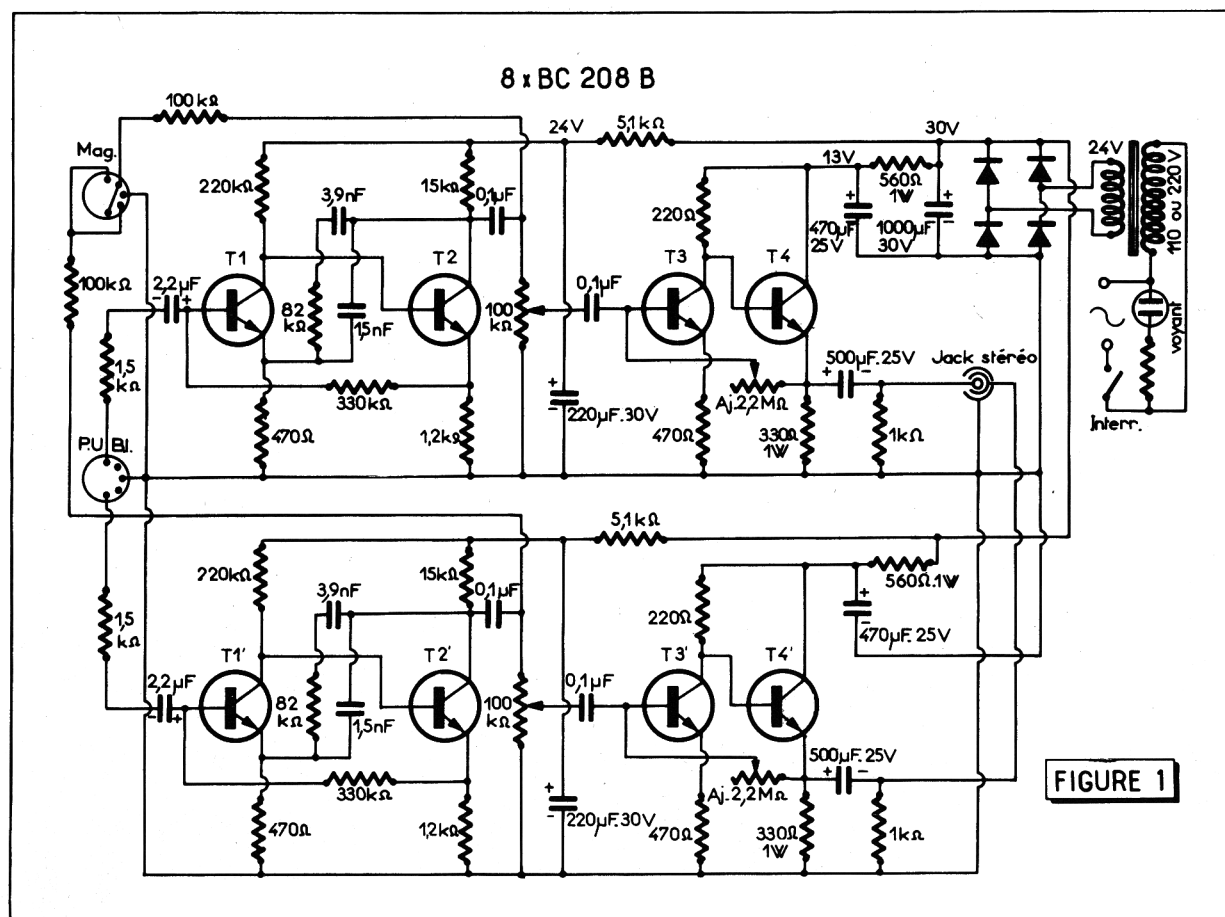 8 x BC 208 B
100 kΩ
Mag.
24V
5,1 kΩ
30V
220kΩ
3,9nF
15kΩ
0,1µF
220Ω
13V
560Ω
1W
470µF
25V
1000µF
30V
24V
110 ou 220 V
100kΩ
2,2µF
- +
T1
82
kΩ
1,5nF
T2
100
kΩ
0,1µF
T3
T4
1,5
kΩ
330kΩ
470Ω
1,2kΩ
+
-
220µF.30V
Aj.2,2MΩ
470Ω
330Ω
1W
500µF.25V
+ -
1kΩ
Jack stéréo
voyant
Interr.
P.U. B.I.
5,1kΩ
220kΩ
3,9nF
15kΩ
0,1µF
220Ω
560Ω.1W
+
-
470µF.25V
1,5
kΩ
2,2µF
- +
T1'
82
kΩ
1,5nF
T2'
100
kΩ
0,1µF
T3'
T4'
330kΩ
470Ω
1,2kΩ
+
-
220µF.30V
Aj.2,2MΩ
470Ω
330Ω
1W
500µF.25V
+ -
1kΩ
FIGURE 1